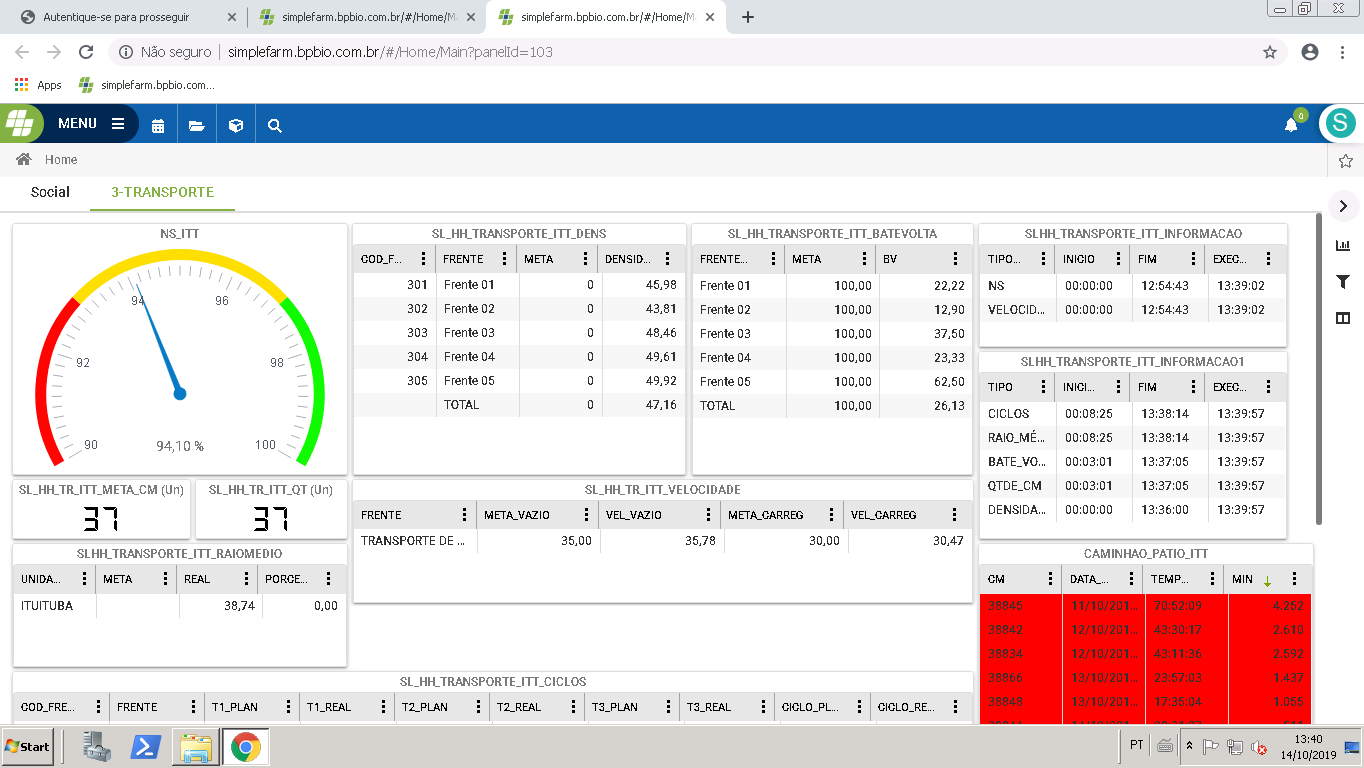 Autentique-se para prosseguir
simplefarm.bpbio.com.br/#/Home/M
simplefarm.bpbio.com.br/#/Home/M
Não seguro | simplefarm.bpbio.com.br/#/Home/Main?panelId=103
Apps simplefarm.bpbio.com...
MENU
0
S
Home
Social 3-TRANSPORTE
NS_ITT
90 92 94 96 98 100
94,10 %
SL_HH_TRANSPORTE_ITT_DENS
COD_F... FRENTE META DENSID...
301 Frente 01 0 45,98
302 Frente 02 0 43,81
303 Frente 03 0 48,46
304 Frente 04 0 49,61
305 Frente 05 0 49,92
TOTAL 0 47,16
SL_HH_TRANSPORTE_ITT_BATEVOLTA
FRENTE... META BV
Frente 01 100,00 22,22
Frente 02 100,00 12,90
Frente 03 100,00 37,50
Frente 04 100,00 23,33
Frente 05 100,00 62,50
TOTAL 100,00 26,13
SLHH_TRANSPORTE_ITT_INFORMACAO
TIPO... INICIO FIM EXEC...
NS 00:00:00 12:54:43 13:39:02
VELOCID... 00:00:00 12:54:43 13:39:02
SLHH_TRANSPORTE_ITT_INFORMACAO1
TIPO INICI... FIM EXEC...
CICLOS 00:08:25 13:38:14 13:39:57
RAIO_MÉ... 00:08:25 13:38:14 13:39:57
BATE_VO... 00:03:01 13:37:05 13:39:57
QTDE_CM 00:03:01 13:37:05 13:39:57
DENSIDA... 00:00:00 13:36:00 13:39:57
SL_HH_TR_ITT_META_CM (Un)
37
SL_HH_TR_ITT_QT (Un)
37
SL_HH_TR_ITT_VELOCIDADE
FRENTE META_VAZIO VEL_VAZIO META_CARREG VEL_CARREG
TRANSPORTE DE ... 35,00 35,78 30,00 30,47
SLHH_TRANSPORTE_ITT_RAIOMEDIO
UNIDA... META REAL PORCE...
ITUITUBA 38,74 0,00
CAMINHAO_PATIO_ITT
CM DATA_... TEMP... MIN
38845 11/10/201... 70:52:09 4.252
38842 12/10/201... 43:30:17 2.610
38834 12/10/201... 43:11:36 2.592
38866 13/10/201... 23:57:03 1.437
38848 13/10/201... 17:35:04 1.055
SL_HH_TRANSPORTE_ITT_CICLOS
COD_FRE... FRENTE T1_PLAN T1_REAL T2_PLAN T2_REAL T3_PLAN T3_REAL CICLO_PL... CICLO_RE...
Start
PT
13:40
14/10/2019